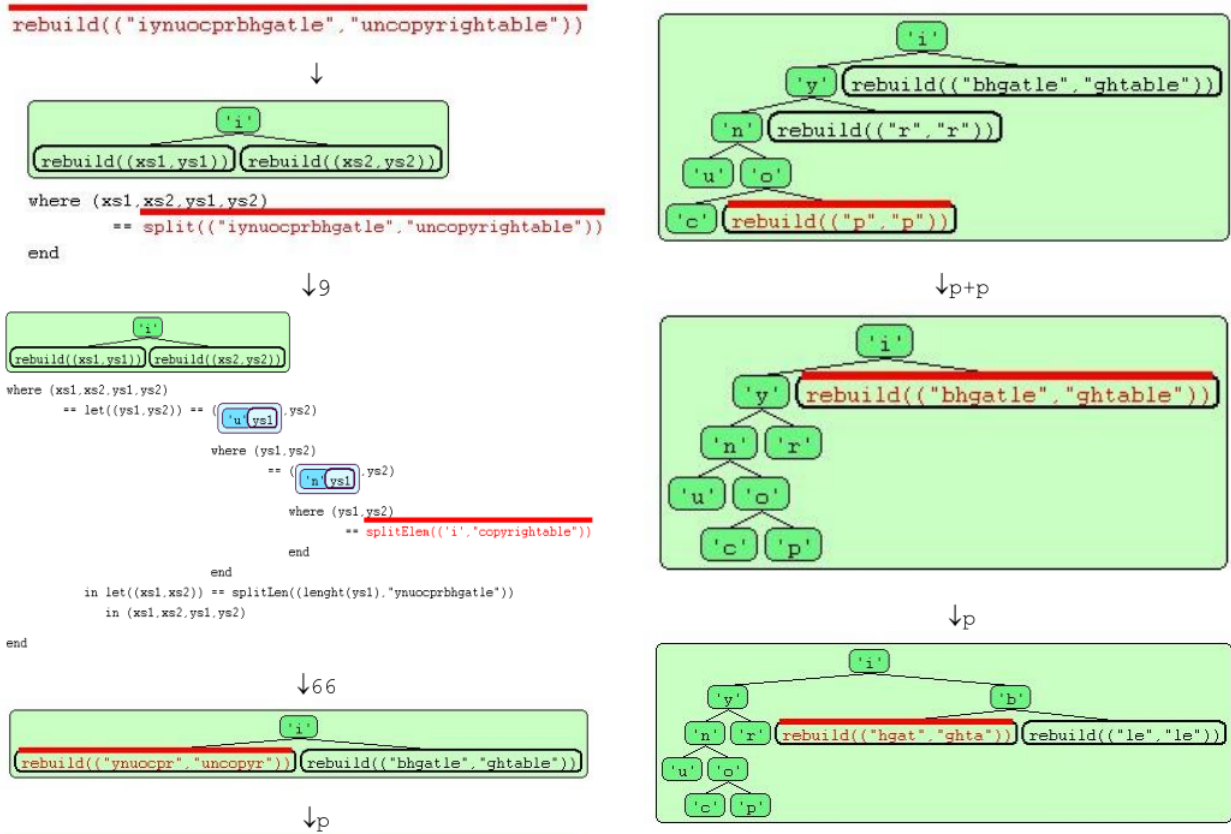 rebuild(("iynuocprbhgatle","uncopyrightable"))
↓
'i'
rebuild((xs1,ys1)) rebuild((xs2,ys2))
where (xs1,xs2,ys1,ys2)
== split(("iynuocprbhgatle","uncopyrightable"))
end
↓9
'i'
rebuild((xs1,ys1)) rebuild((xs2,ys2))
where (xs1,xs2,ys1,ys2)
== let((ys1,ys2)) == ('u' ys1,ys2)
where (ys1,ys2)
== ('n' ys1,ys2)
where (ys1,ys2)
== splitElem(('i',"copyrightable"))
end
end
in let((xs1,xs2)) == splitLen((lenght(ys1),"ynuocprbhgatle"))
in (xs1,xs2,ys1,ys2)
end
↓66
'i'
rebuild(("ynuocpr","uncopyr")) rebuild(("bhgatle","ghtable"))
↓p
'i'
'y' rebuild(("bhgatle","ghtable"))
'n' rebuild(("r","r"))
'u' 'o'
'c' rebuild(("p","p"))
↓p+p
'i'
'y' rebuild(("bhgatle","ghtable"))
'n' 'r'
'u' 'o'
'c' 'p'
↓p
'i'
'y' 'b'
'n' 'r' rebuild(("hgat","ghta")) rebuild(("le","le"))
'u' 'o'
'c' 'p'